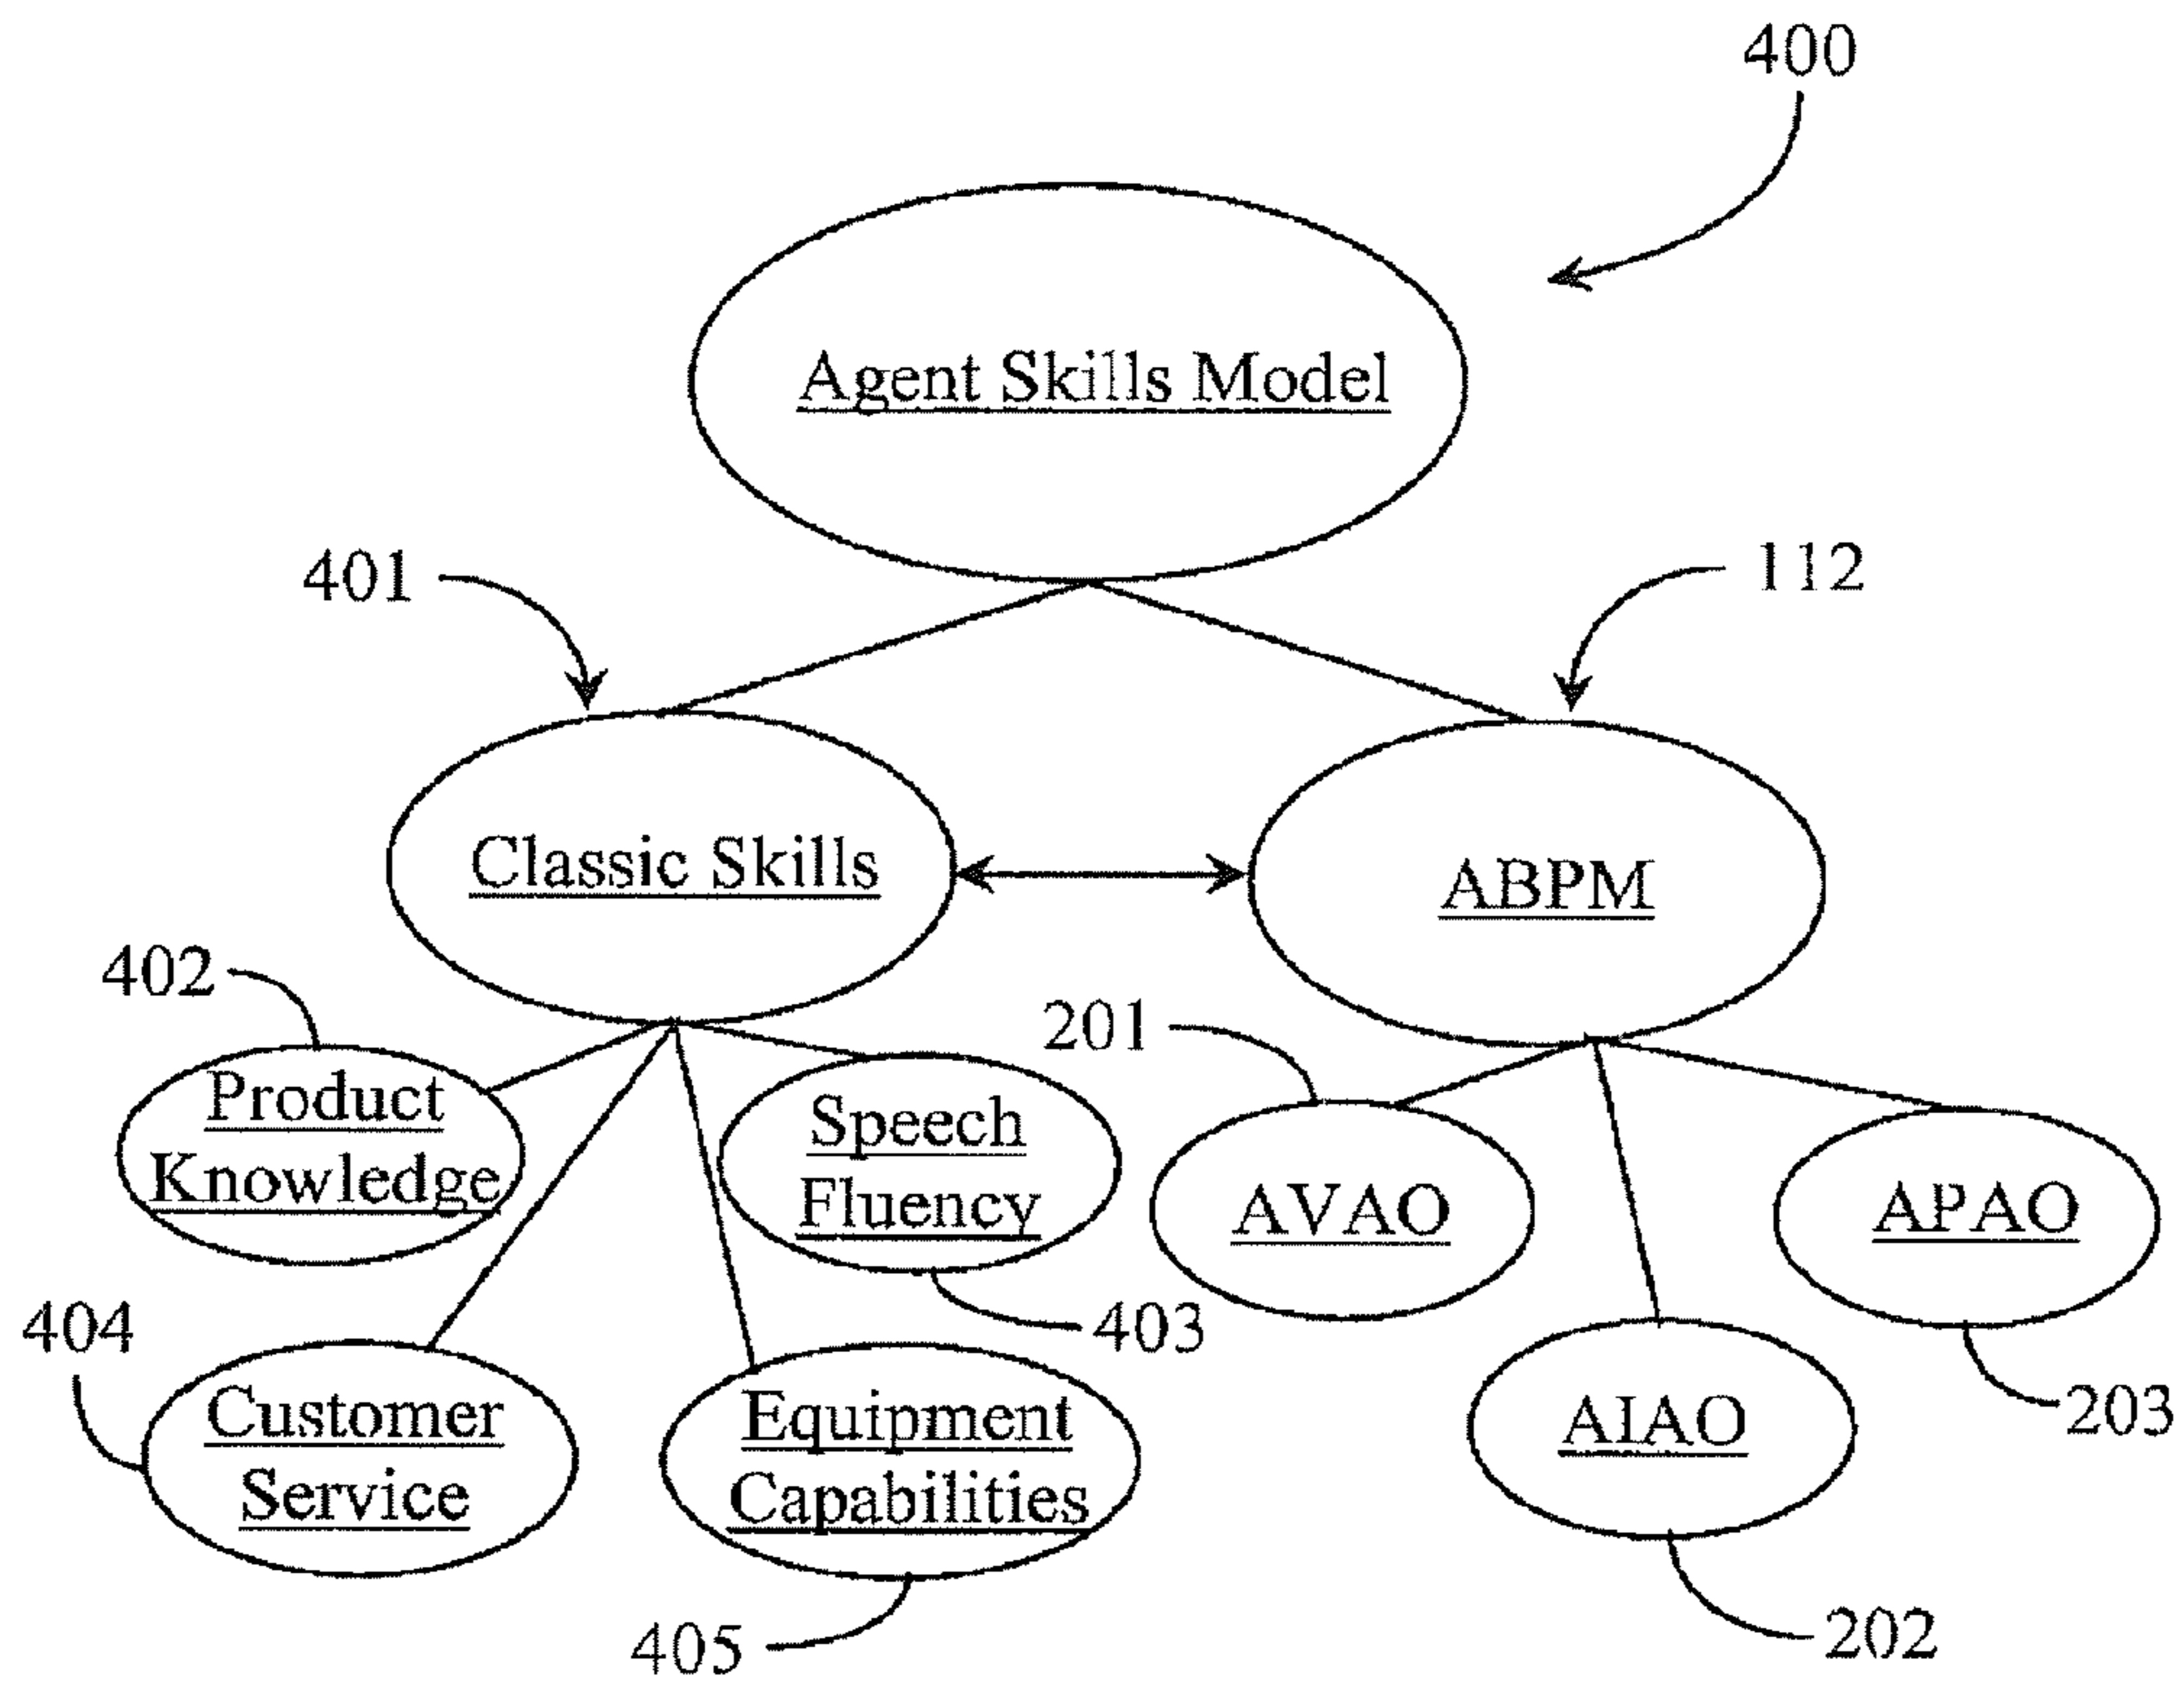 400
Agent Skills Model
401
112
Classic Skills
ABPM
402
201
Product
Knowledge
Speech
Fluency
AVAO
APAO
404
403
Customer
Service
Equipment
Capabilities
AIAO
203
405
202